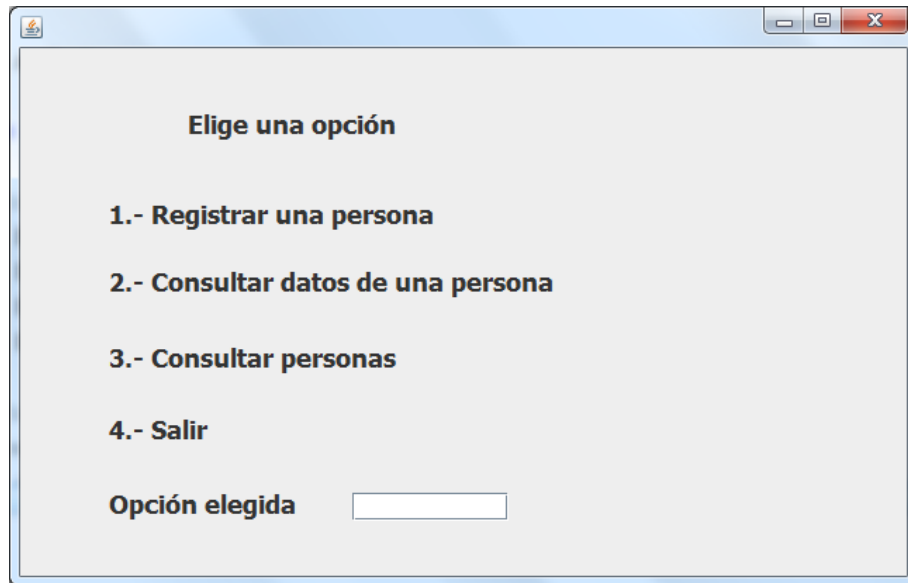 Elige una opción
1.- Registrar una persona
2.- Consultar datos de una persona
3.- Consultar personas
4.- Salir
Opción elegida